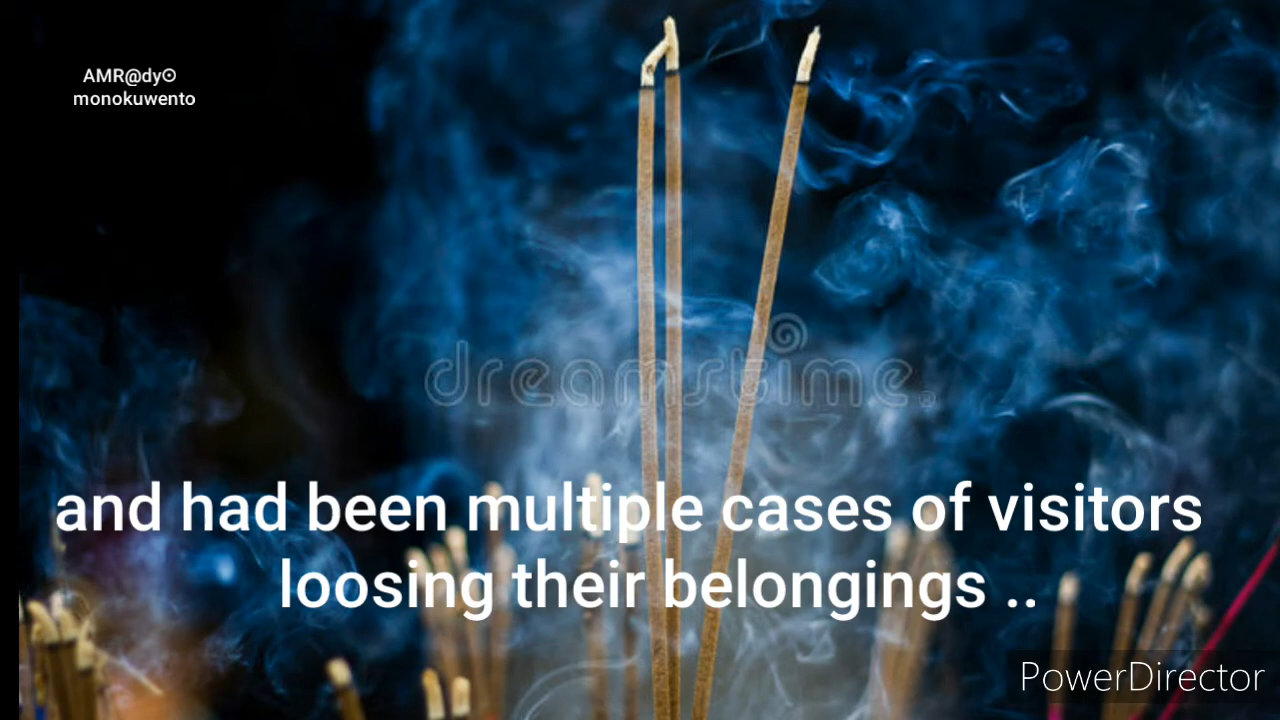 AMR@dy⊙
monokuwento
dreamstime.
and had been multiple cases of visitors
loosing their belongings ..
PowerDirector